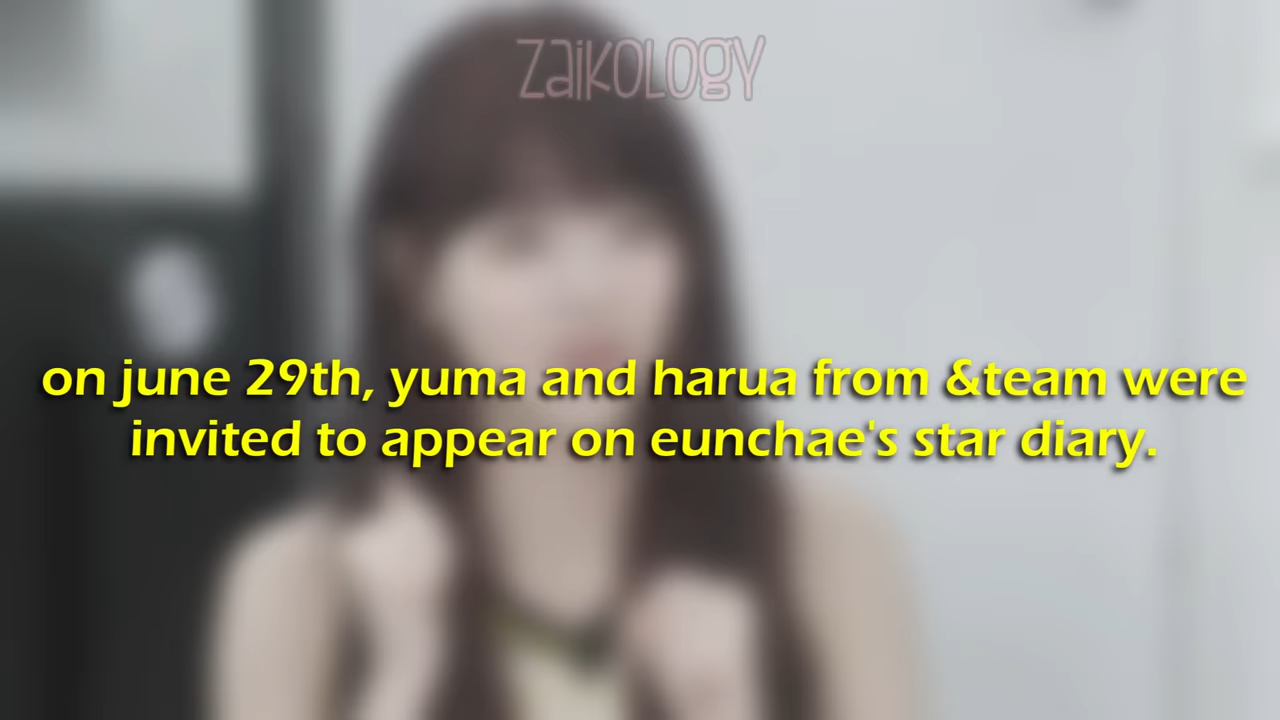 zaikology
on june 29th, yuma and harua from &team were
invited to appear on eunchae's star diary.